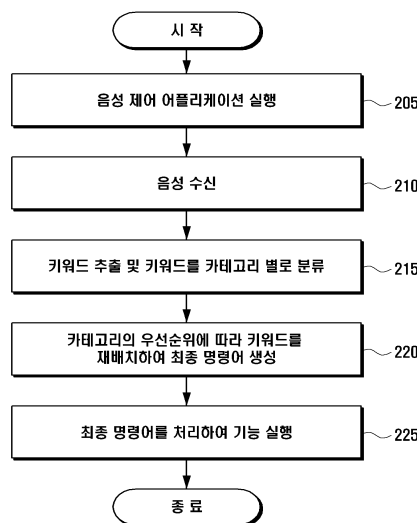 시 작
음성 제어 어플리케이션 실행
205
음성 수신
210
키워드 추출 및 키워드를 카테고리 별로 분류
215
카테고리의 우선순위에 따라 키워드를
재배치하여 최종 명령어 생성
220
최종 명령어를 처리하여 기능 실행
225
종 료